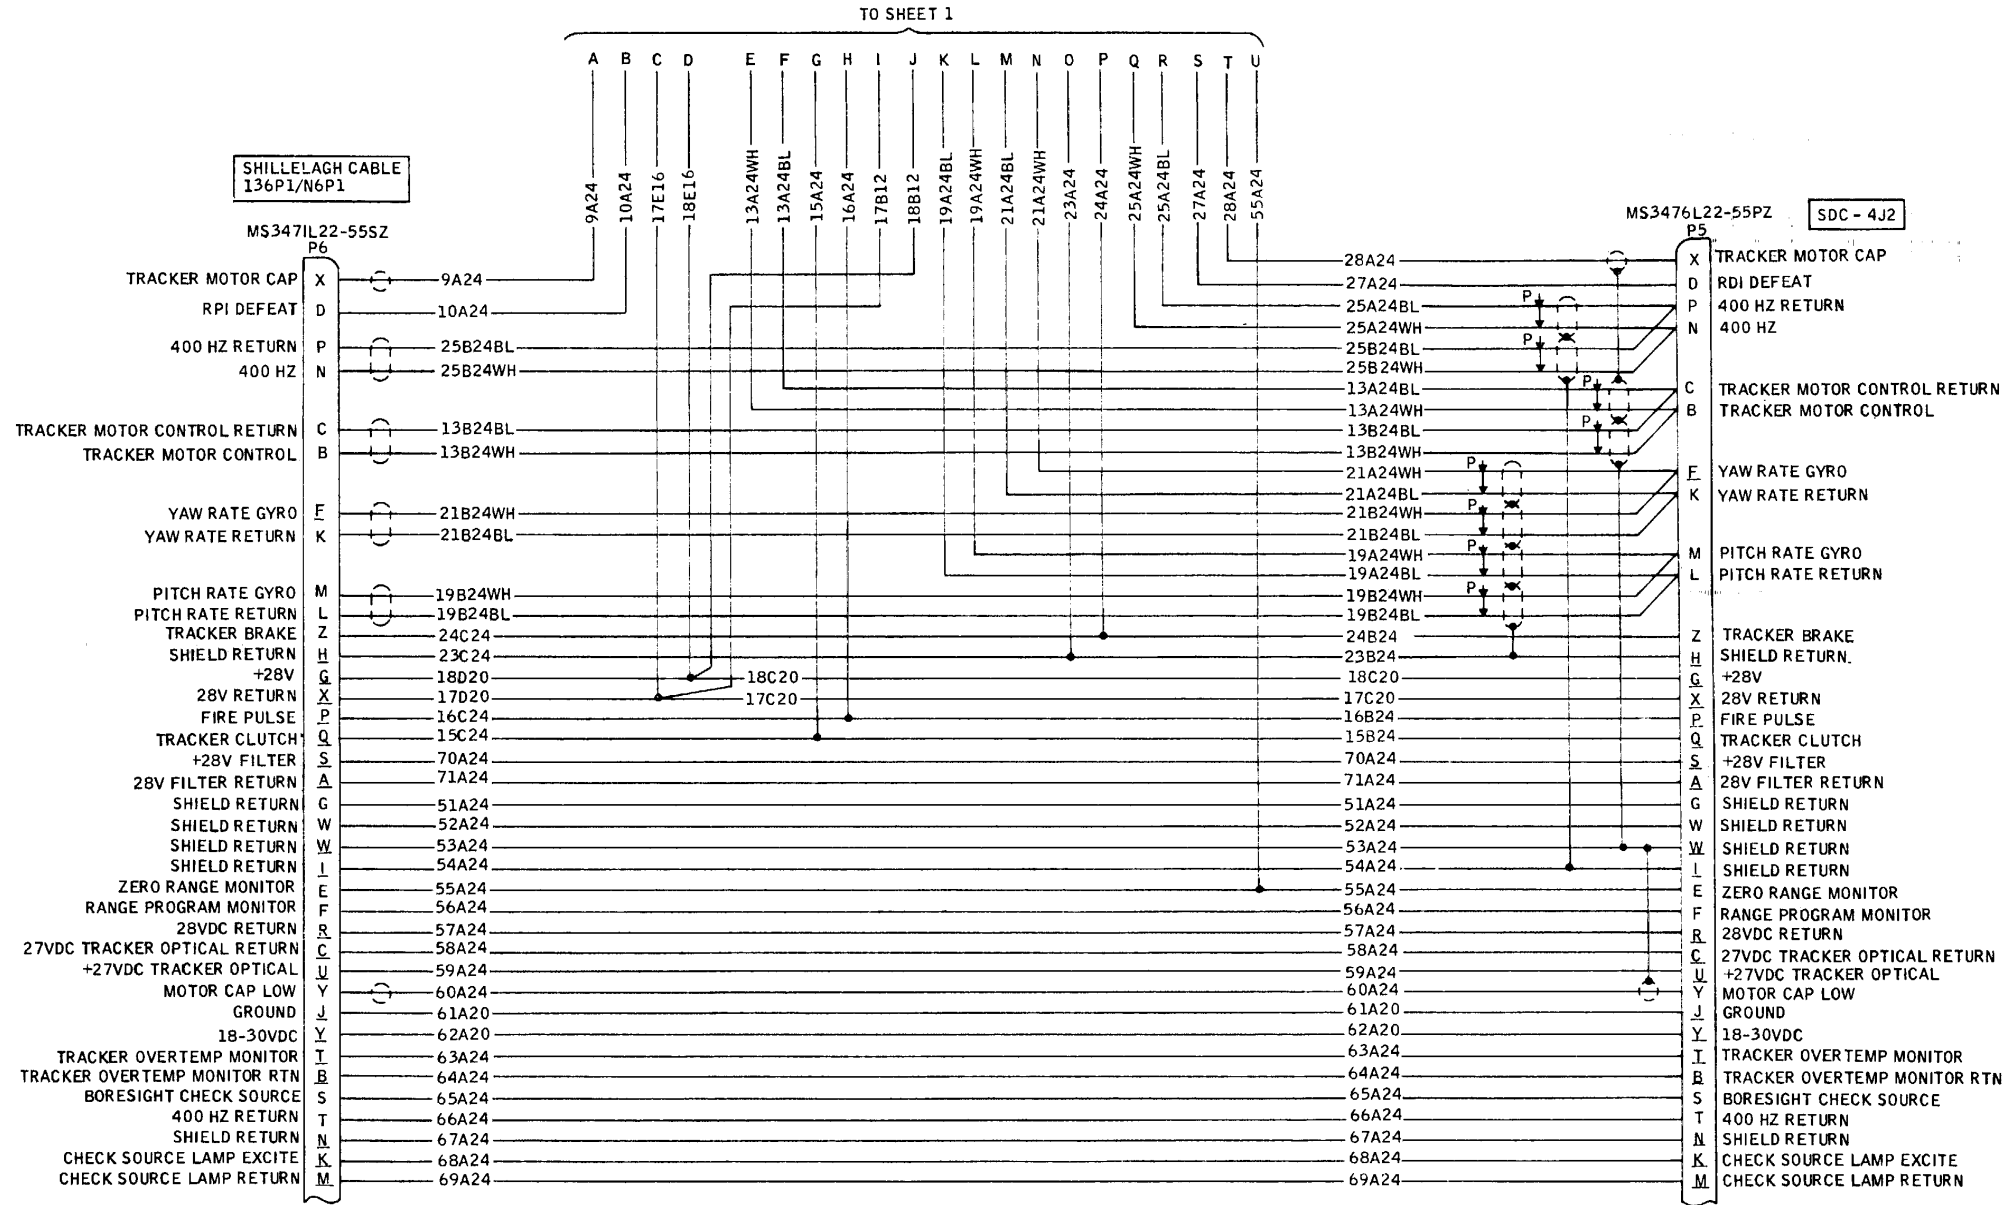 TO SHEET 1
A B C D E F G H I J K L M N O P Q R S T U
9A24 10A24 17E16 18E16 13A24WH 13A24BL 15A24 16A24 17B12 18B12 19A24BL 19A24WH 21A24BL 21A24WH 23A24 24A24 25A24WH 25A24BL 27A24 28A24 55A24
SHILLELAGH CABLE
136P1/N6P1
MS347IL22-55SZ
P6
MS3476L22-55PZ
SDC - 4J2
P5
TRACKER MOTOR CAP X 9A24
RPI DEFEAT D 10A24
400 HZ RETURN P 25B24BL
400 HZ N 25B24WH
TRACKER MOTOR CONTROL RETURN C 13B24BL
TRACKER MOTOR CONTROL B 13B24WH
YAW RATE GYRO F 21B24WH
YAW RATE RETURN K 21B24BL
PITCH RATE GYRO M 19B24WH
PITCH RATE RETURN L 19B24BL
28A24 X TRACKER MOTOR CAP
27A24 D RDI DEFEAT
25A24BL P P 400 HZ RETURN
25A24WH N 400 HZ
25B24BL P
25B24WH
13A24BL P C TRACKER MOTOR CONTROL RETURN
13A24WH B TRACKER MOTOR CONTROL
13B24BL P
13B24WH
21A24WH P F YAW RATE GYRO
21A24BL K YAW RATE RETURN
21B24WH P
21B24BL
19A24WH P M PITCH RATE GYRO
19A24BL L PITCH RATE RETURN
19B24WH P
19B24BL
TRACKER BRAKE Z 24C24 24B24 Z TRACKER BRAKE
SHIELD RETURN H 23C24 23B24 H SHIELD RETURN.
+28V G 18D20 18C20 18C20 G +28V
28V RETURN X 17D20 17C20 17C20 X 28V RETURN
FIRE PULSE P 16C24 16B24 P FIRE PULSE
TRACKER CLUTCH Q 15C24 15B24 Q TRACKER CLUTCH
+28V FILTER S 70A24 70A24 S +28V FILTER
28V FILTER RETURN A 71A24 71A24 A 28V FILTER RETURN
SHIELD RETURN G 51A24 51A24 G SHIELD RETURN
SHIELD RETURN W 52A24 52A24 W SHIELD RETURN
SHIELD RETURN W 53A24 53A24 W SHIELD RETURN
SHIELD RETURN I 54A24 54A24 I SHIELD RETURN
ZERO RANGE MONITOR E 55A24 55A24 E ZERO RANGE MONITOR
RANGE PROGRAM MONITOR F 56A24 56A24 F RANGE PROGRAM MONITOR
28VDC RETURN R 57A24 57A24 R 28VDC RETURN
27VDC TRACKER OPTICAL RETURN C 58A24 58A24 C 27VDC TRACKER OPTICAL RETURN
+27VDC TRACKER OPTICAL U 59A24 59A24 U +27VDC TRACKER OPTICAL
MOTOR CAP LOW Y 60A24 60A24 Y MOTOR CAP LOW
GROUND J 61A20 61A20 J GROUND
18-30VDC Y 62A20 62A20 Y 18-30VDC
TRACKER OVERTEMP MONITOR T 63A24 63A24 T TRACKER OVERTEMP MONITOR
TRACKER OVERTEMP MONITOR RTN B 64A24 64A24 B TRACKER OVERTEMP MONITOR RTN
BORESIGHT CHECK SOURCE S 65A24 65A24 S BORESIGHT CHECK SOURCE
400 HZ RETURN T 66A24 66A24 T 400 HZ RETURN
SHIELD RETURN N 67A24 67A24 N SHIELD RETURN
CHECK SOURCE LAMP EXCITE K 68A24 68A24 K CHECK SOURCE LAMP EXCITE
CHECK SOURCE LAMP RETURN M 69A24 69A24 M CHECK SOURCE LAMP RETURN